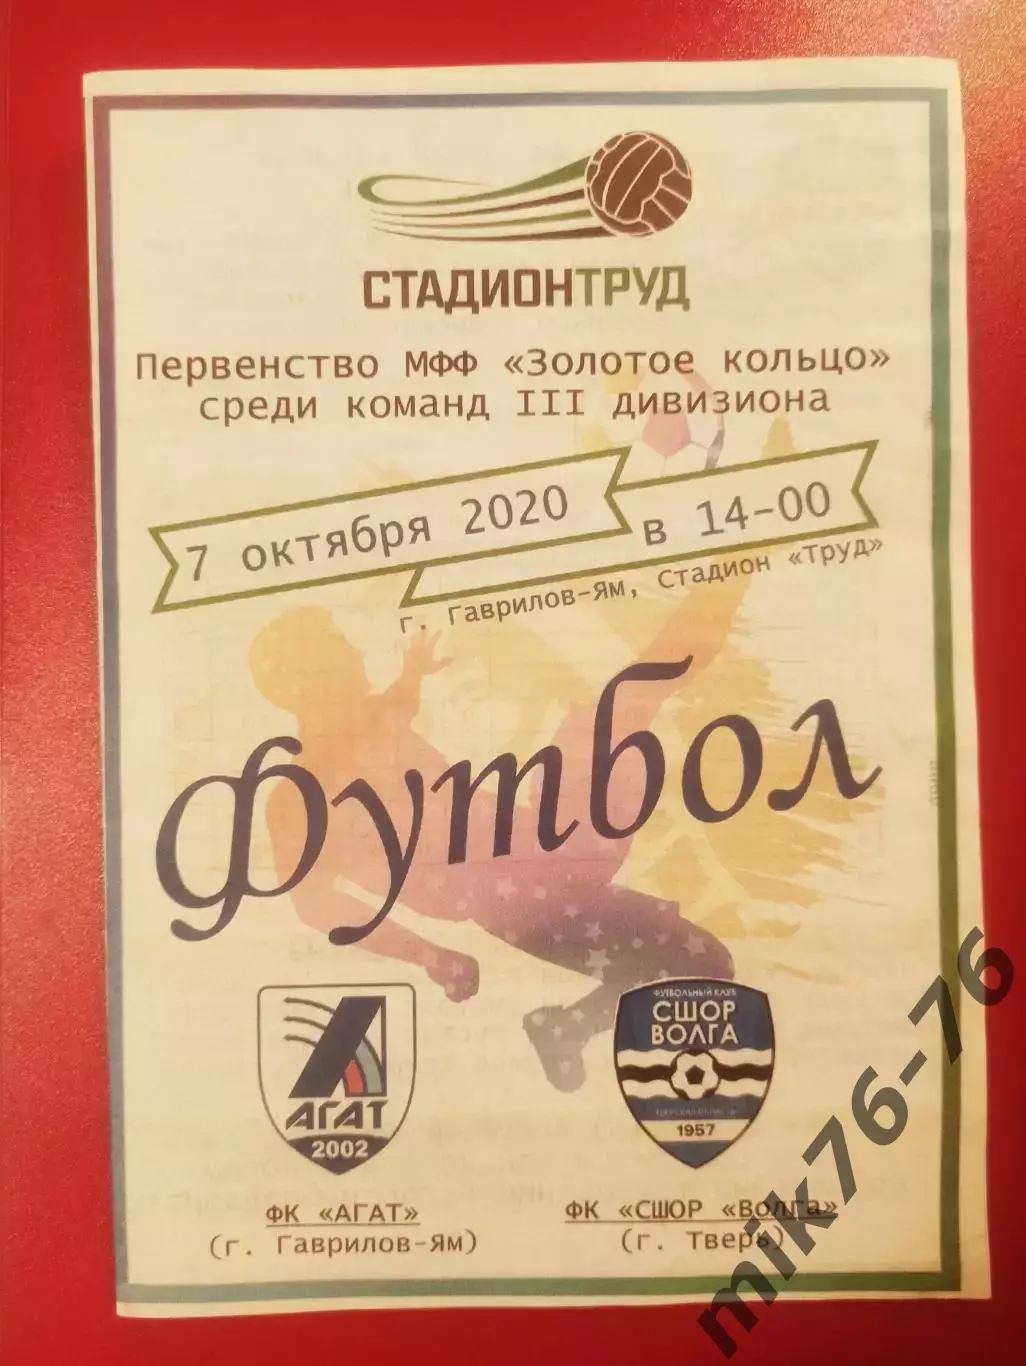 СТАДИОНТРУД
Первенство МФФ «Золотое кольцо»
среди команд III дивизиона
7 октября 2020
в 14-00
г. Гаврилов-Ям, Стадион «Труд»
Футбол
АГАТ
2002
ФУТБОЛЬНЫЙ КЛУБ
СШОР
ВОЛГА
1957
ФК «АГАТ»
(г. Гаврилов-Ям)
ФК «СШОР «Волга»
(г. Тверь)
mik76-76